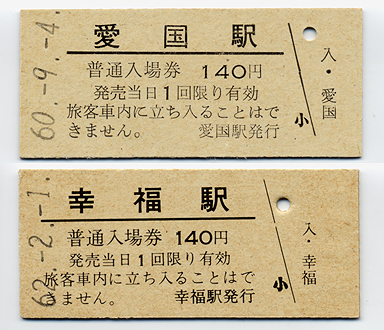 60.-9.-4.
愛国駅
普通入場券 140円
発売当日1回限り有効
旅客車内に立ち入ることはで
きません。 愛国駅発行
小
入・愛国
62.-2.-1.
幸福駅
普通入場券 140円
発売当日1回限り有効
旅客車内に立ち入ることはで
きません。 幸福駅発行
小
入・幸福